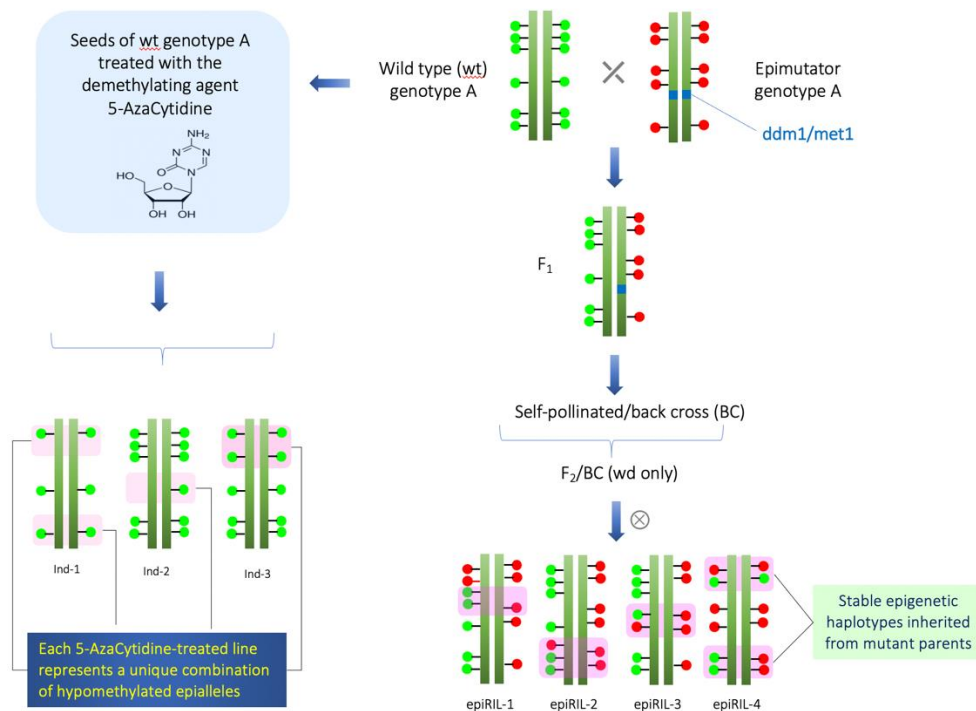 Seeds of wt genotype A
treated with the
demethylating agent
5-AzaCytidine
NH₂
N
N
O
N
HO
O
OH OH
Wild type (wt)
genotype A
Epimutator
genotype A
ddm1/met1
F₁
Self-pollinated/back cross (BC)
F₂/BC (wd only)
Ind-1
Ind-2
Ind-3
Each 5-AzaCytidine-treated line
represents a unique combination
of hypomethylated epialleles
epiRIL-1
epiRIL-2
epiRIL-3
epiRIL-4
Stable epigenetic
haplotypes inherited
from mutant parents